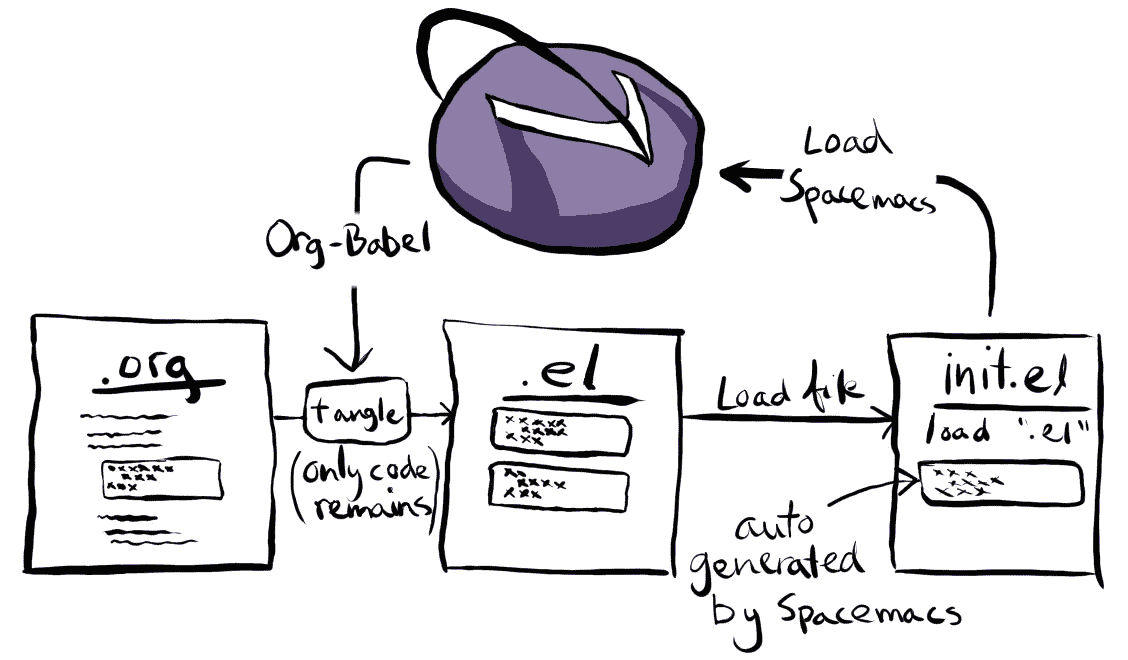 Load
Spacemacs
Org-Babel
.org
tangle
(only code
remains)
.el
Load file
init.el
load ".el"
auto
generated
by Spacemacs